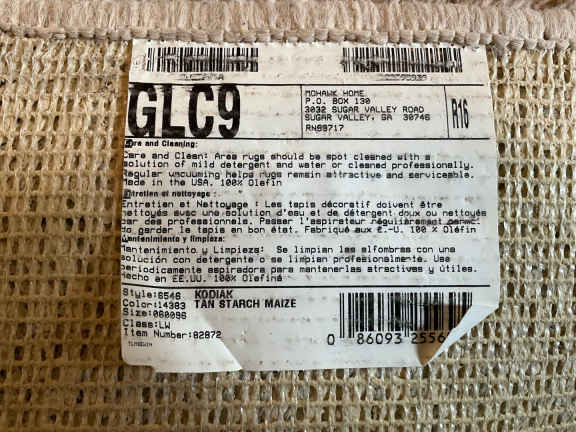 GLC9
MOHAWK HOME
P.O. BOX 130
3032 SUGAR VALLEY ROAD
SUGAR VALLEY, GA 30746
RN99717
R16
Care and Cleaning:
Care and Clean: Area rugs should be spot cleaned with a
solution of mild detergent and water or cleaned professionally.
Regular vacuuming helps rugs remain attractive and serviceable.
Made in the USA. 100% Olefin
Entretien et nettoyage :
Entretien et Nettoyage : Les tapis décoratif doivent être
nettoyés avec une solution d'eau et de détergent doux ou nettoyés
par des professionnels. Passer l'aspirateur régulièrement permet
de garder le tapis en bon état. Fabriqué aux É.-U. 100 % Oléfin
Mantenimiento y limpieza:
Mantenimiento y Limpieza: Se limpian las alfombras con una
solución con detergente o se limpian profesionalmente. Use
periodicamente aspiradora para mantenerlas atractivas y útiles.
Hecho en EE.UU. 100% Olefina
Style:6546 KODIAK
Color:14383 TAN STARCH MAIZE
Size:060096
Class:LW
Item Number:82872
0 86093 2556